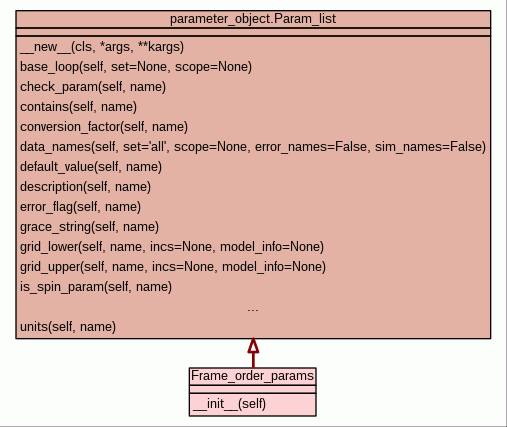 parameter_object.Param_list
__new__(cls, *args, **kargs)
base_loop(self, set=None, scope=None)
check_param(self, name)
contains(self, name)
conversion_factor(self, name)
data_names(self, set='all', scope=None, error_names=False, sim_names=False)
default_value(self, name)
description(self, name)
error_flag(self, name)
grace_string(self, name)
grid_lower(self, name, incs=None, model_info=None)
grid_upper(self, name, incs=None, model_info=None)
is_spin_param(self, name)
...
units(self, name)
Frame_order_params
__init__(self)